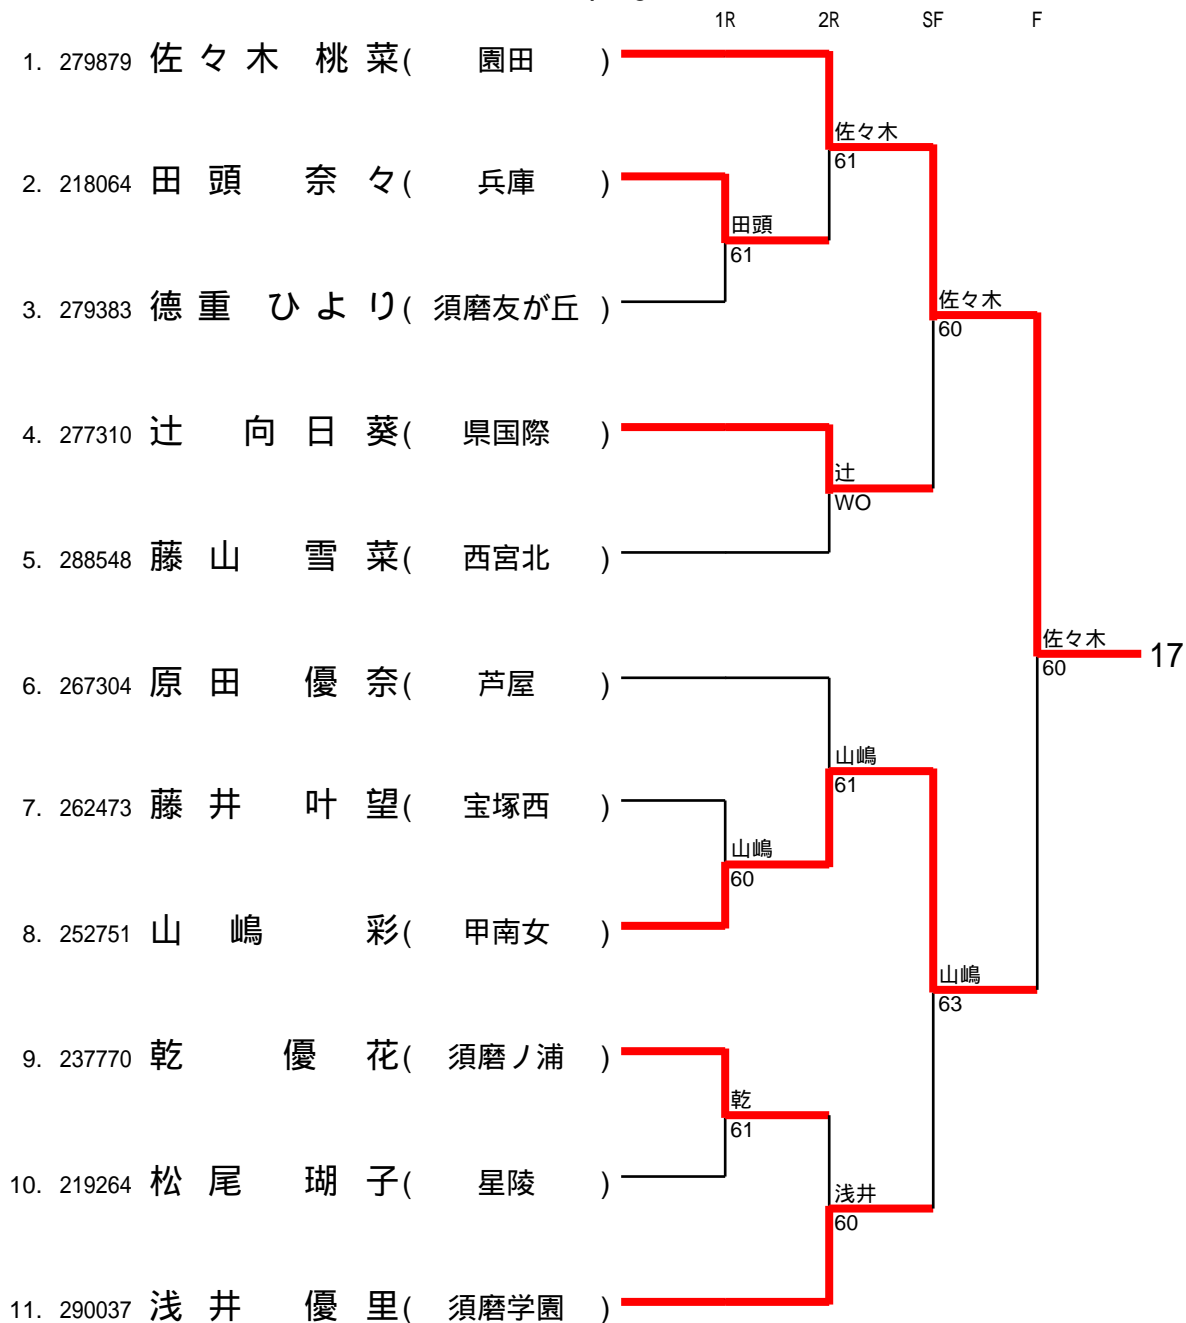 1R 2R SF F
1. 279879 佐々木 桃菜( 園田 )
佐々木
61
2. 218064 田頭 奈々( 兵庫 )
田頭
61
3. 279383 德重 ひより( 須磨友が丘 )
佐々木
60
4. 277310 辻 向日葵( 県国際 )
辻
WO
5. 288548 藤山 雪菜( 西宮北 )
佐々木
60
17
6. 267304 原田 優奈( 芦屋 )
山嶋
61
7. 262473 藤井 叶望( 宝塚西 )
山嶋
60
8. 252751 山嶋 彩( 甲南女 )
山嶋
63
9. 237770 乾 優花( 須磨ノ浦 )
乾
61
10. 219264 松尾 瑚子( 星陵 )
浅井
60
11. 290037 浅井 優里( 須磨学園 )